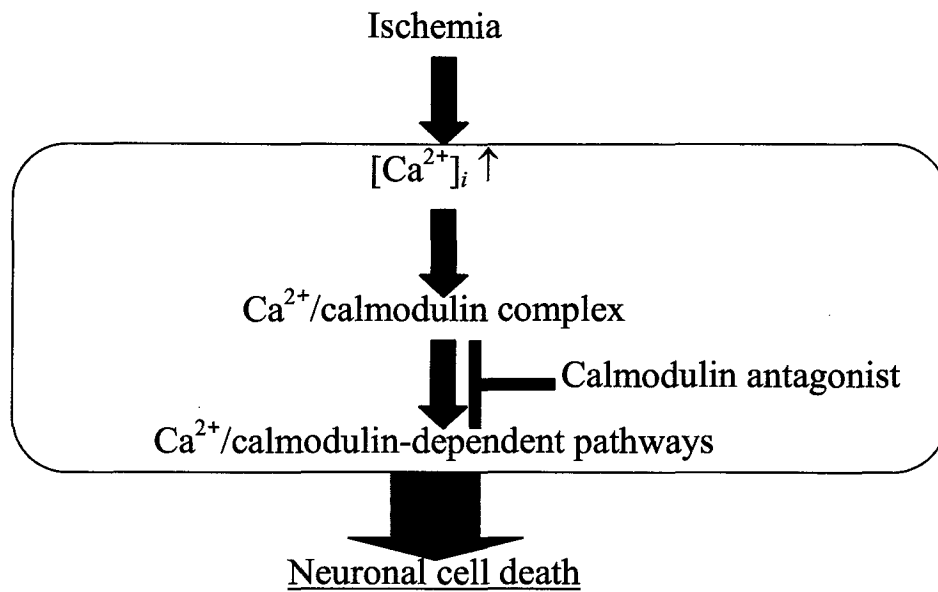 Ischemia
[Ca²⁺]ᵢ ↑
Ca²⁺/calmodulin complex
Calmodulin antagonist
Ca²⁺/calmodulin-dependent pathways
Neuronal cell death